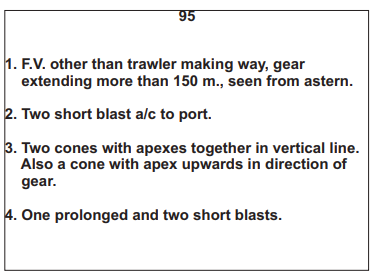 95
1. F.V. other than trawler making way, gear
extending more than 150 m., seen from astern.
2. Two short blast a/c to port.
3. Two cones with apexes together in vertical line.
Also a cone with apex upwards in direction of
gear.
4. One prolonged and two short blasts.